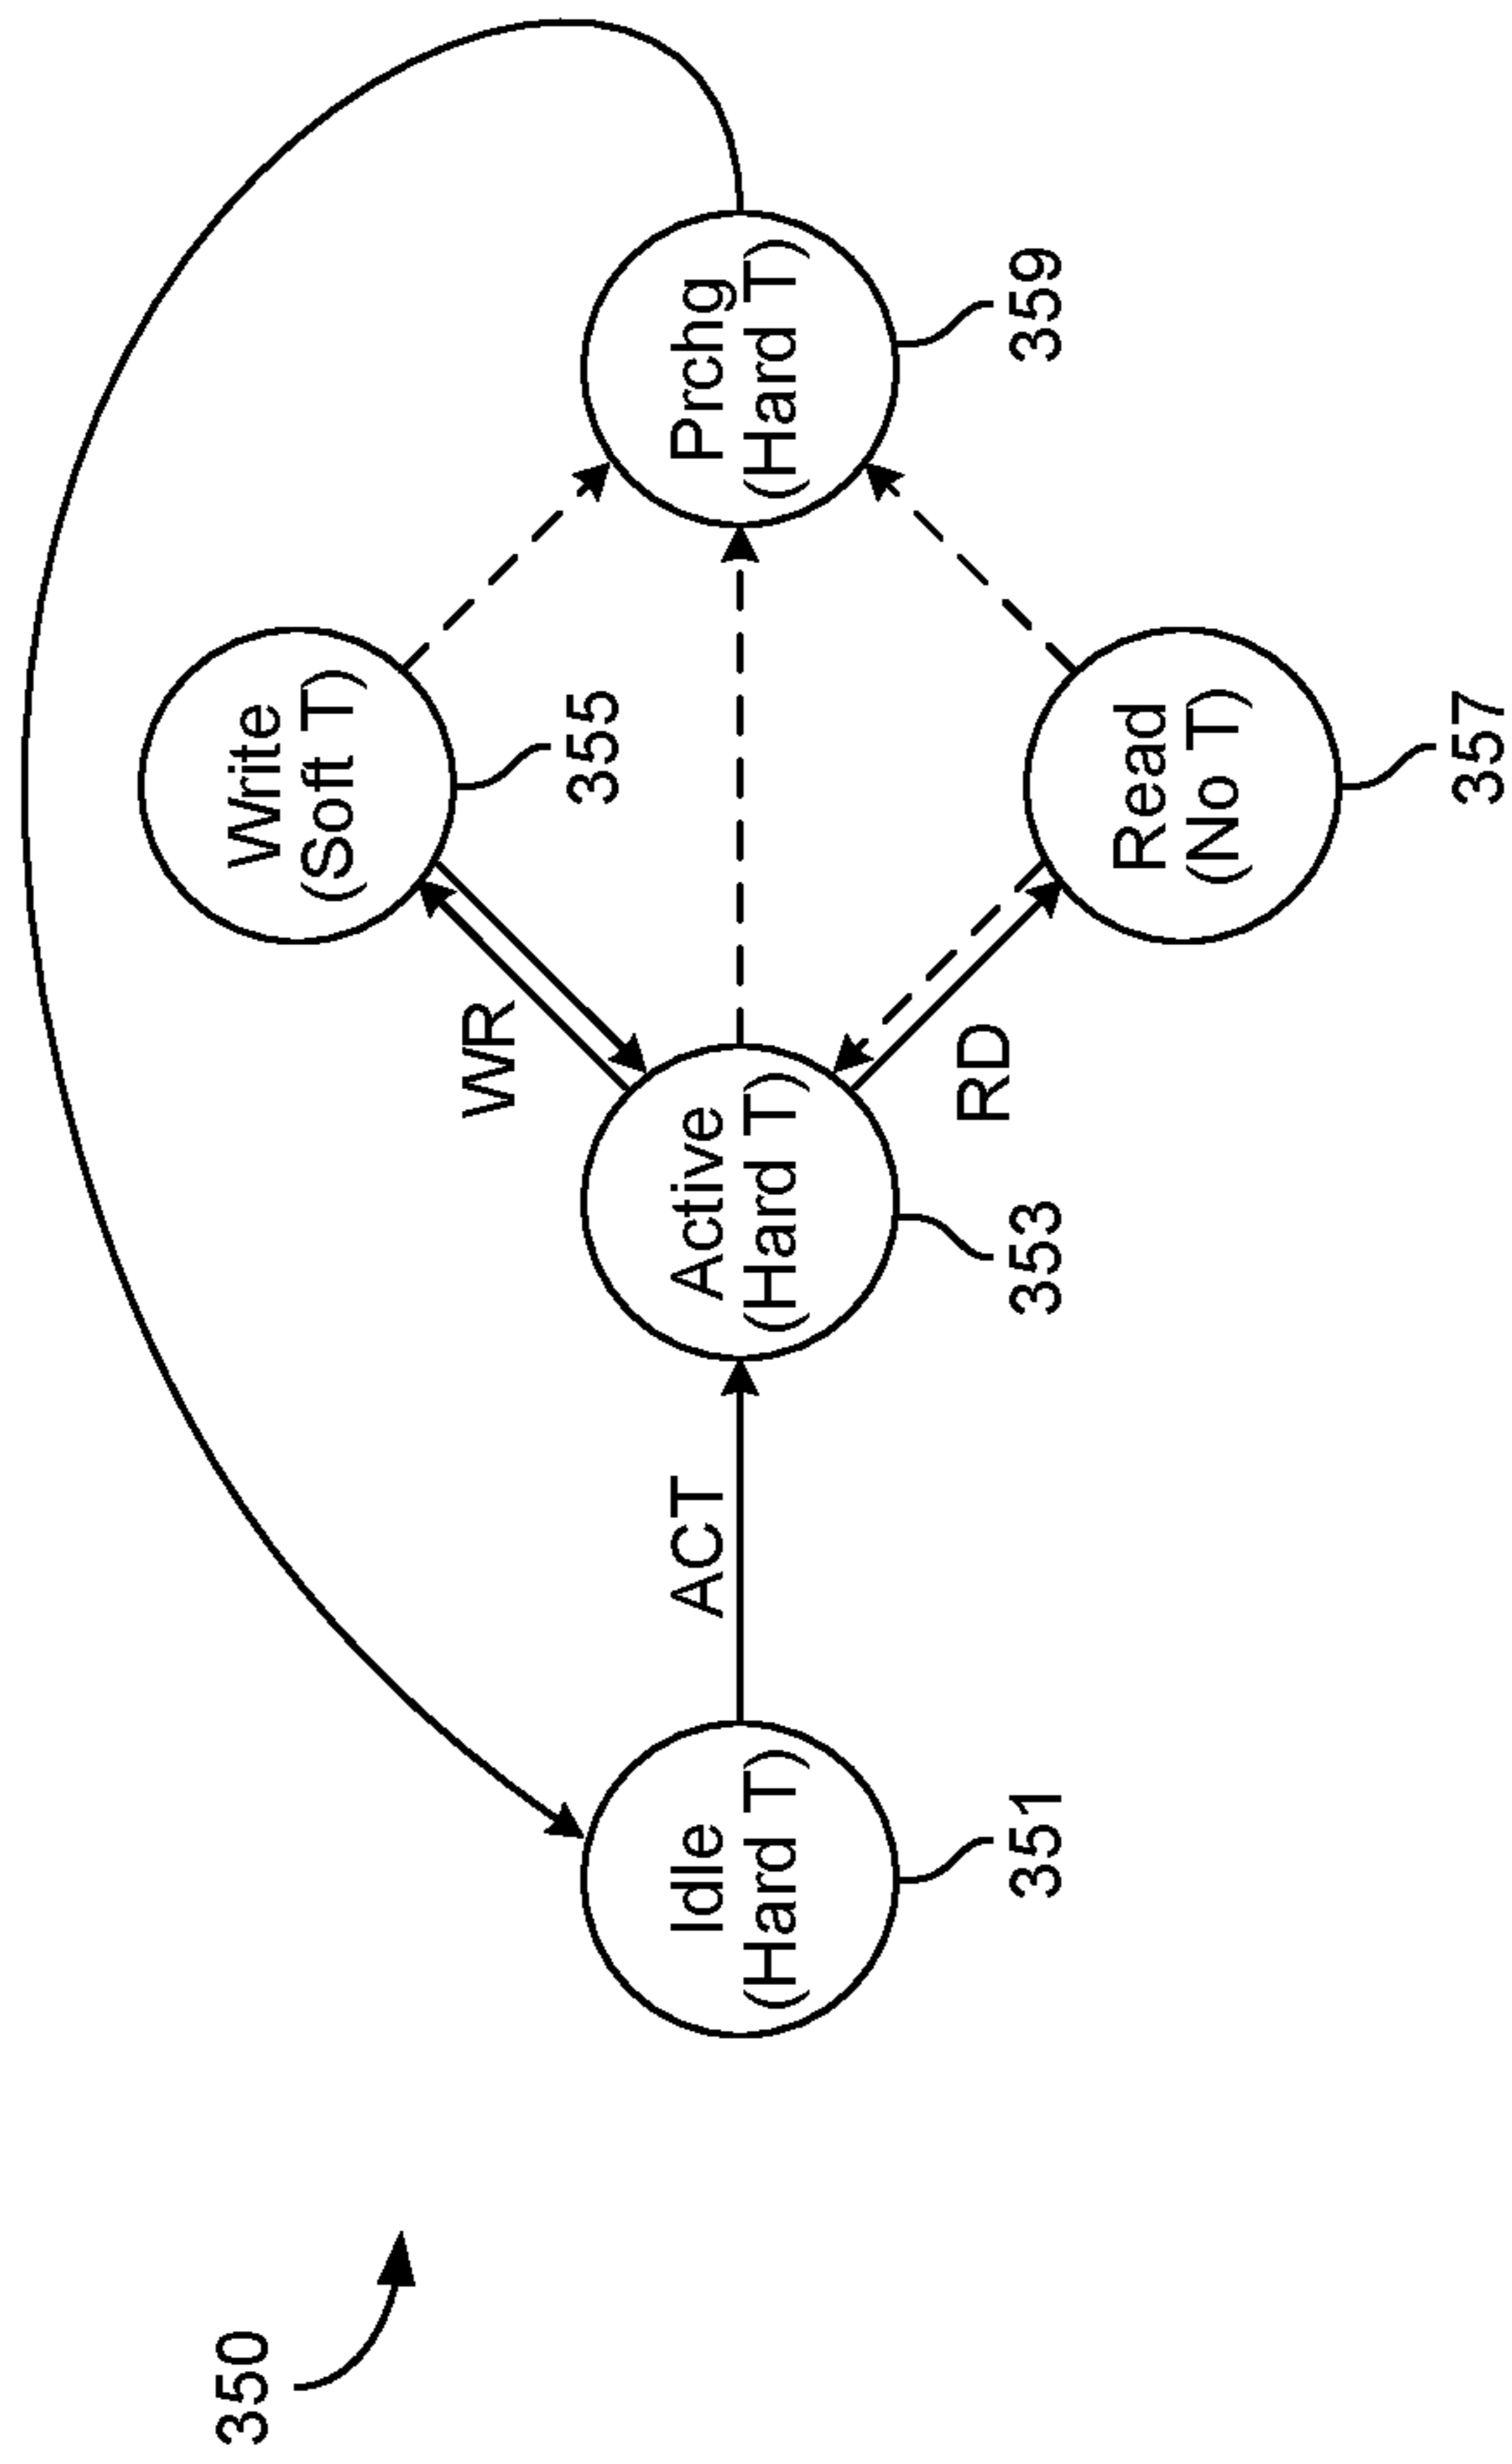 350
Write
(Soft T)
355
WR
Idle
(Hard T)
351
ACT
Active
(Hard T)
353
Prchg
(Hard T)
359
RD
Read
(No T)
357